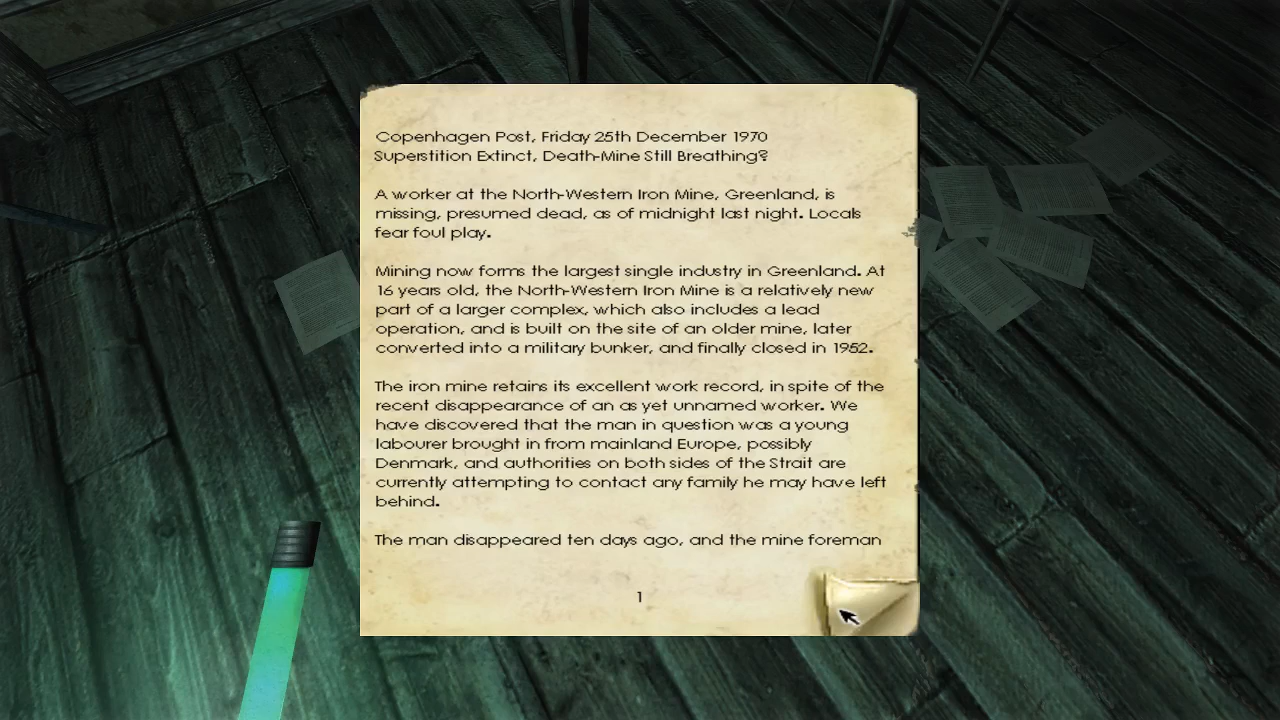 Copenhagen Post, Friday 25th December 1970
Superstition Extinct, Death-Mine Still Breathing?
A worker at the North-Western Iron Mine, Greenland, is
missing, presumed dead, as of midnight last night. Locals
fear foul play.
Mining now forms the largest single industry in Greenland. At
16 years old, the North-Western Iron Mine is a relatively new
part of a larger complex, which also includes a lead
operation, and is built on the site of an older mine, later
converted into a military bunker, and finally closed in 1952.
The iron mine retains its excellent work record, in spite of the
recent disappearance of an as yet unnamed worker. We
have discovered that the man in question was a young
labourer brought in from mainland Europe, possibly
Denmark, and authorities on both sides of the Strait are
currently attempting to contact any family he may have left
behind.
The man disappeared ten days ago, and the mine foreman
1